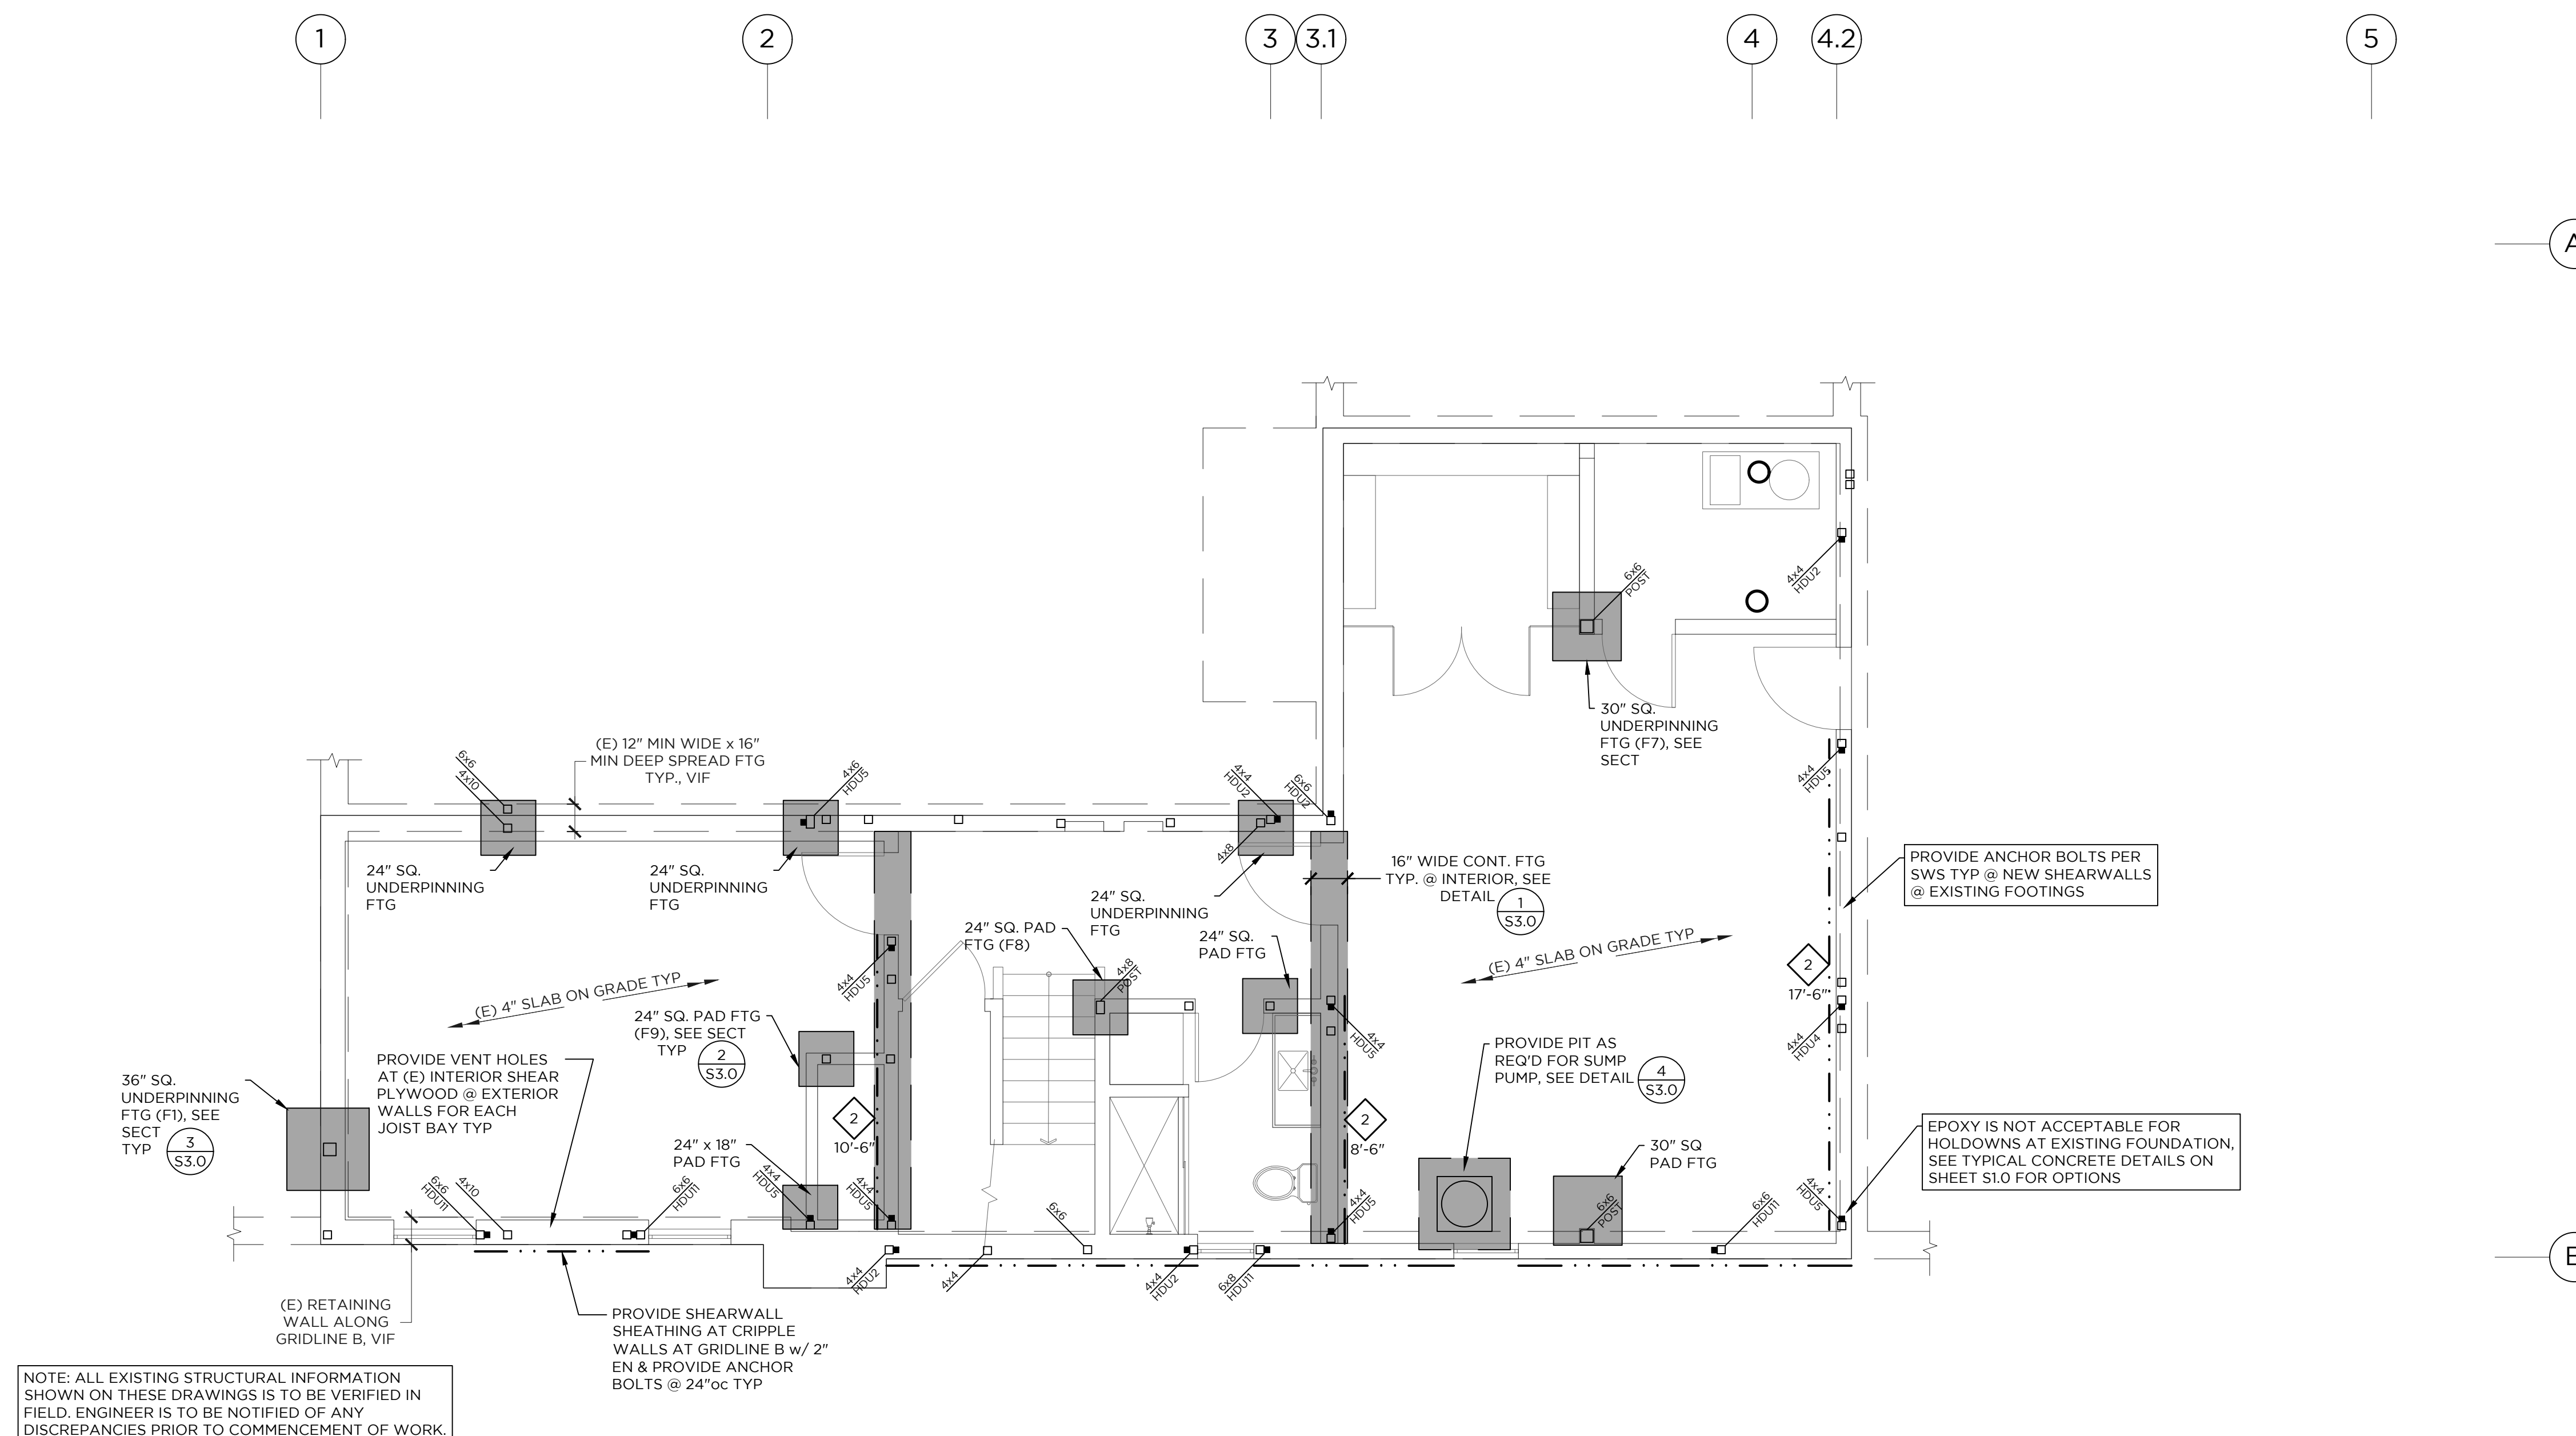 1
2
3
3.1
4
4.2
5
A
6x6
POST
4x4
HDU2
30" SQ.
UNDERPINNING
FTG (F7), SEE
SECT
(E) 12" MIN WIDE x 16"
MIN DEEP SPREAD FTG
TYP., VIF
6x6
4x10
4x6
HDU5
4x4
HDU2
6x6
HDU2
4x8
4x4
HDU5
24" SQ.
UNDERPINNING
FTG
24" SQ.
UNDERPINNING
FTG
24" SQ.
UNDERPINNING
FTG
16" WIDE CONT. FTG
TYP. @ INTERIOR, SEE
DETAIL
1
S3.0
PROVIDE ANCHOR BOLTS PER
SWS TYP @ NEW SHEARWALLS
@ EXISTING FOOTINGS
24" SQ. PAD
FTG (F8)
24" SQ.
PAD FTG
(E) 4" SLAB ON GRADE TYP
(E) 4" SLAB ON GRADE TYP
4x4
HDU5
4x8
POST
2
17'-6"
4x4
HDU5
4x4
HDU4
24" SQ. PAD FTG
(F9), SEE SECT
TYP
2
S3.0
PROVIDE VENT HOLES
AT (E) INTERIOR SHEAR
PLYWOOD @ EXTERIOR
WALLS FOR EACH
JOIST BAY TYP
PROVIDE PIT AS
REQ'D FOR SUMP
PUMP, SEE DETAIL
4
S3.0
36" SQ.
UNDERPINNING
FTG (F1), SEE
SECT
TYP
3
S3.0
2
10'-6"
2
8'-6"
24" x 18"
PAD FTG
30" SQ
PAD FTG
EPOXY IS NOT ACCEPTABLE FOR
HOLDOWNS AT EXISTING FOUNDATION,
SEE TYPICAL CONCRETE DETAILS ON
SHEET S1.0 FOR OPTIONS
6x6
HDU11
4x10
6x6
HDU11
4x4
HDU5
4x4
HDU5
6x6
4x4
HDU5
6x6
POST
6x6
HDU11
4x4
HDU5
4x4
HDU2
4x4
4x4
HDU2
6x8
HDU11
(E) RETAINING
WALL ALONG
GRIDLINE B, VIF
PROVIDE SHEARWALL
SHEATHING AT CRIPPLE
WALLS AT GRIDLINE B w/ 2"
EN & PROVIDE ANCHOR
BOLTS @ 24"oc TYP
NOTE: ALL EXISTING STRUCTURAL INFORMATION
SHOWN ON THESE DRAWINGS IS TO BE VERIFIED IN
FIELD. ENGINEER IS TO BE NOTIFIED OF ANY
DISCREPANCIES PRIOR TO COMMENCEMENT OF WORK.